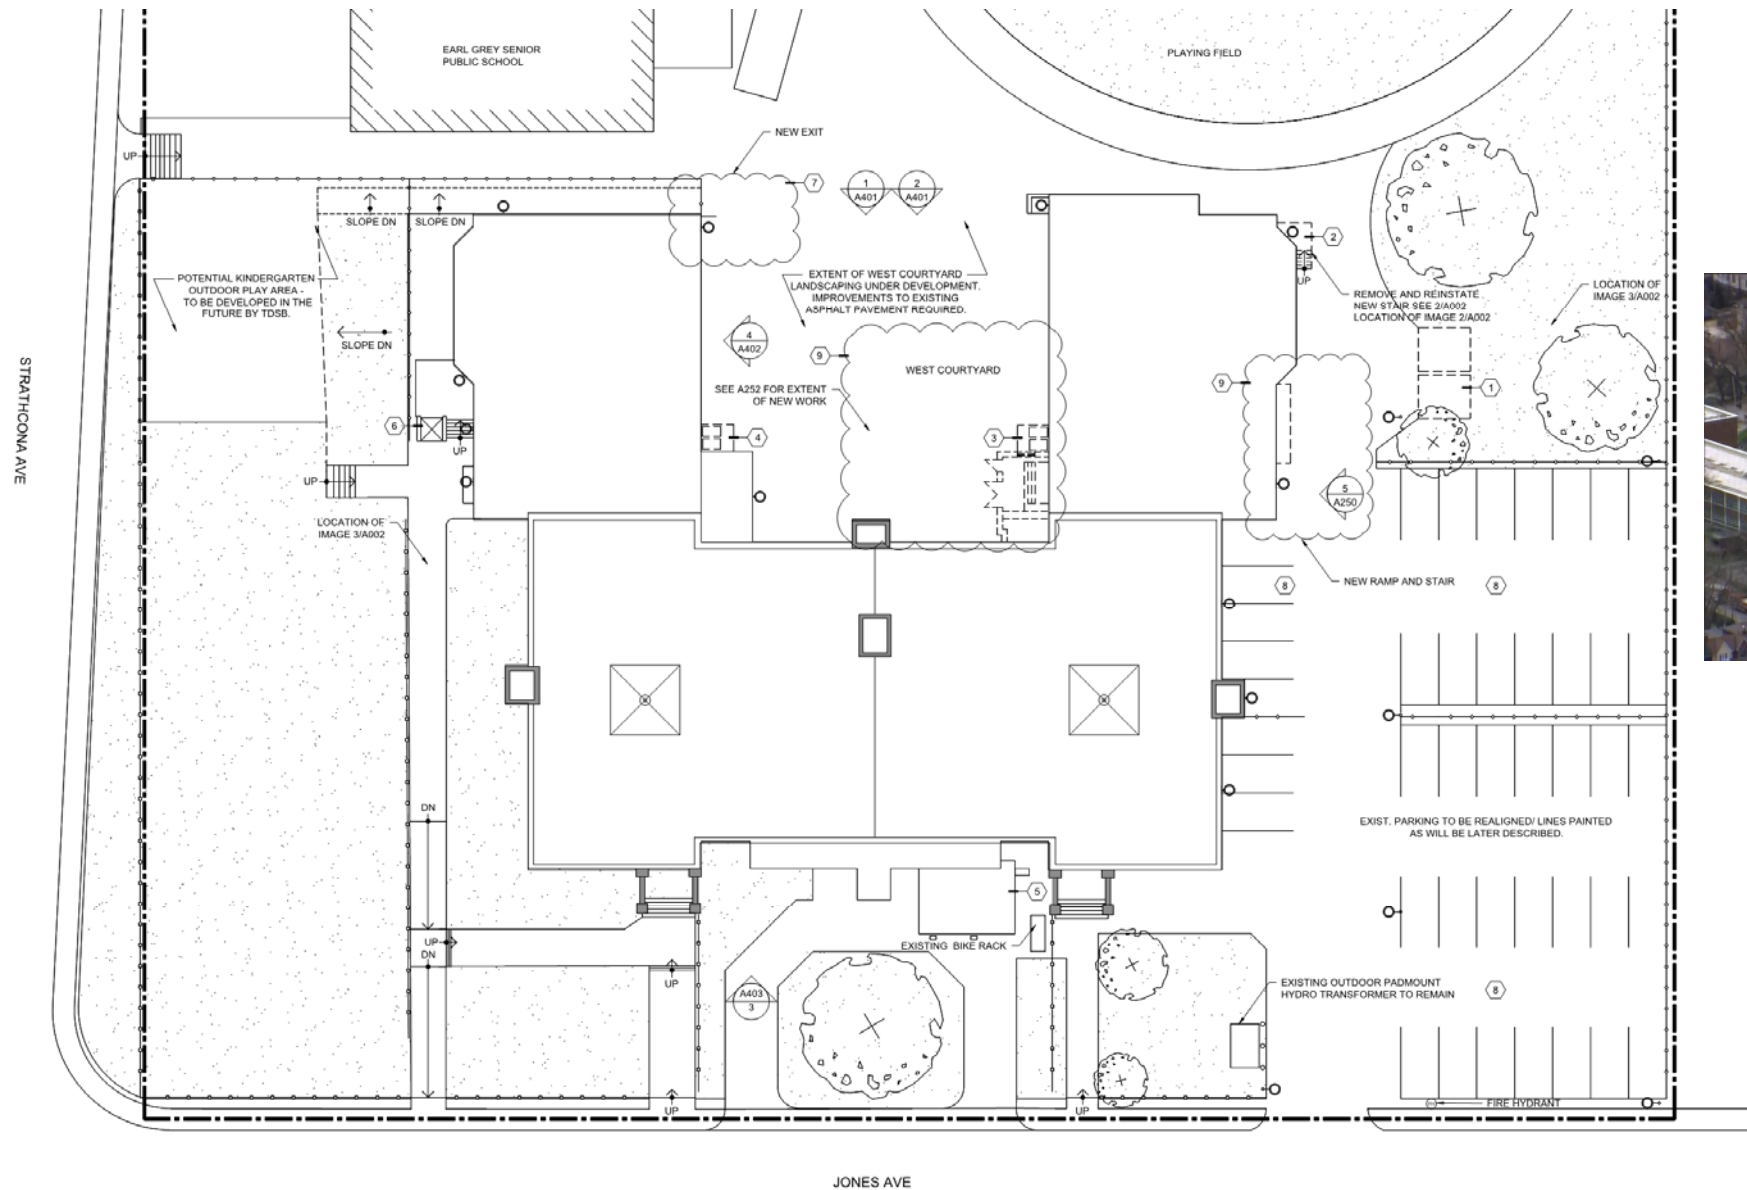 EARL GREY SENIOR
PUBLIC SCHOOL
PLAYING FIELD
NEW EXIT
UP
7
1
A401
2
A401
2
SLOPE DN
SLOPE DN
UP
POTENTIAL KINDERGARTEN
OUTDOOR PLAY AREA -
TO BE DEVELOPED IN THE
FUTURE BY TDSB.
EXTENT OF WEST COURTYARD
LANDSCAPING UNDER DEVELOPMENT.
IMPROVEMENTS TO EXISTING
ASPHALT PAVEMENT REQUIRED.
REMOVE AND REINSTATE
NEW STAIR SEE 2/A002
LOCATION OF IMAGE 2/A002
LOCATION OF
IMAGE 3/A002
SLOPE DN
4
A402
9
WEST COURTYARD
9
1
SEE A252 FOR EXTENT
OF NEW WORK
STRATHCONA AVE
6
UP
4
3
UP
5
A250
LOCATION OF
IMAGE 3/A002
NEW RAMP AND STAIR
8
8
DN
EXIST. PARKING TO BE REALIGNED/ LINES PAINTED
AS WILL BE LATER DESCRIBED.
5
UP
DN
EXISTING BIKE RACK
UP
A403
3
EXISTING OUTDOOR PADMOUNT
HYDRO TRANSFORMER TO REMAIN
8
UP
UP
FIRE HYDRANT
JONES AVE